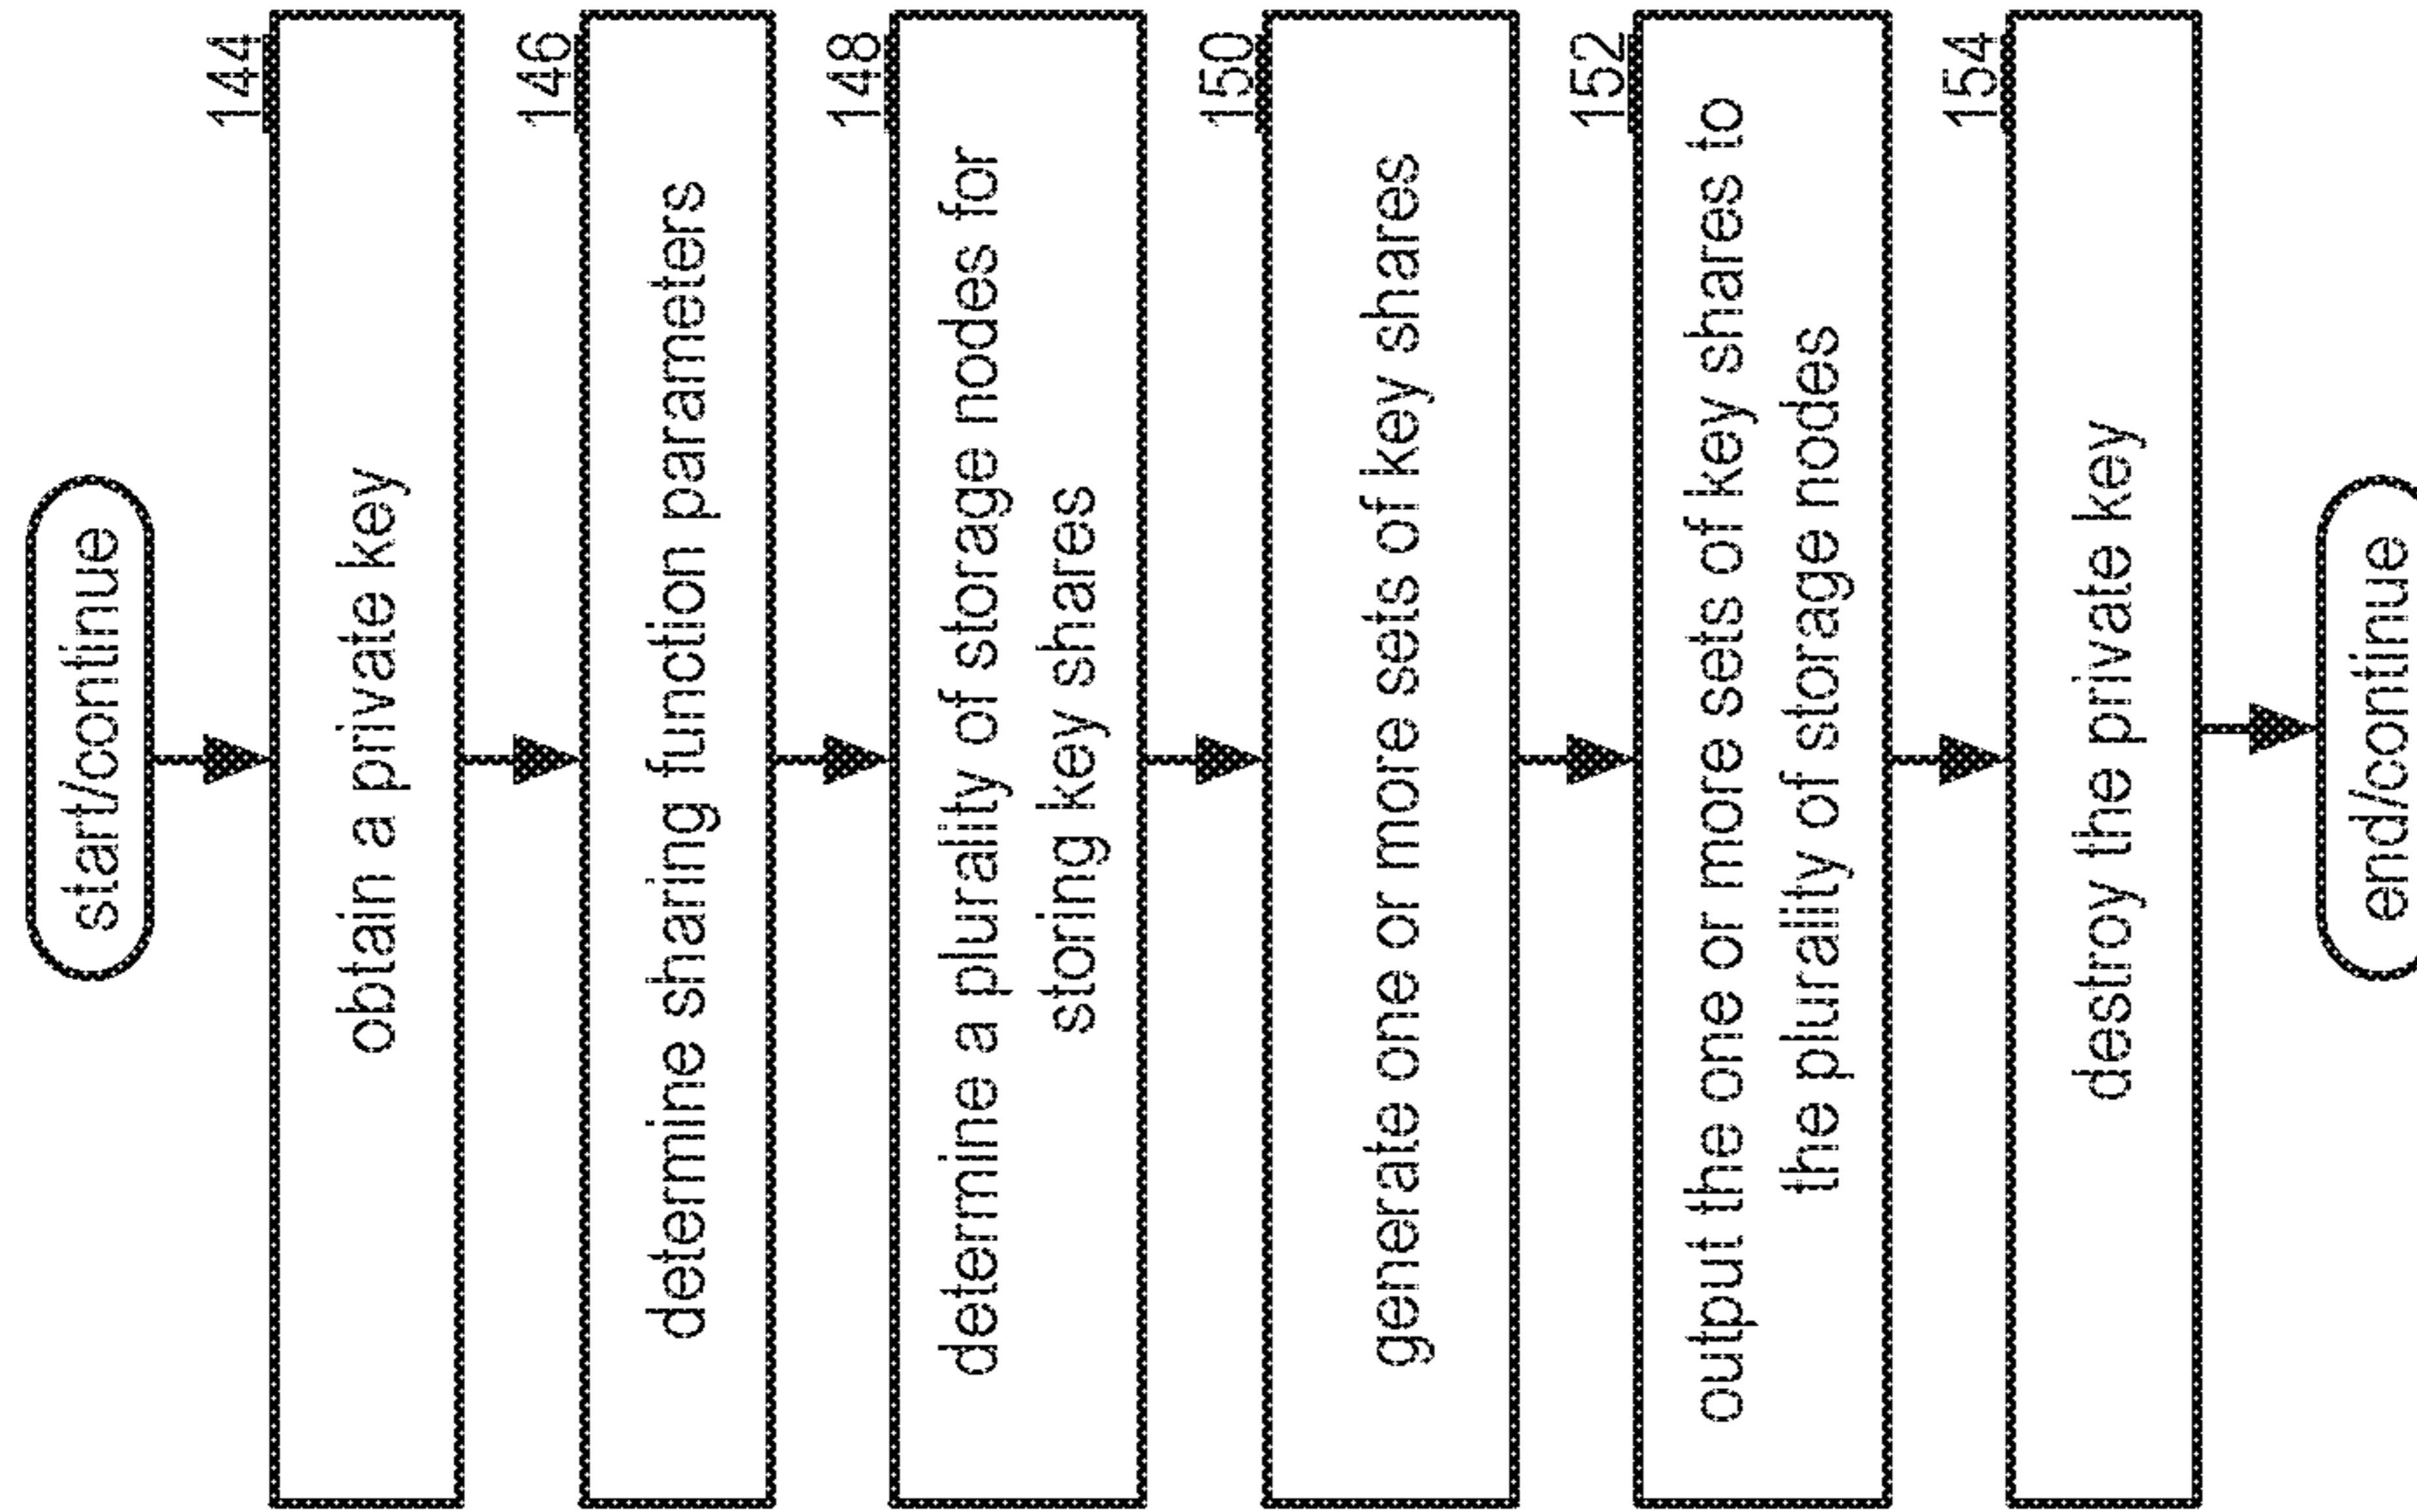 start/continue
144
obtain a private key
146
determine sharing function parameters
148
determine a plurality of storage nodes for
storing key shares
150
generate one or more sets of key shares
152
output the one or more sets of key shares to
the plurality of storage nodes
154
destroy the private key
end/continue